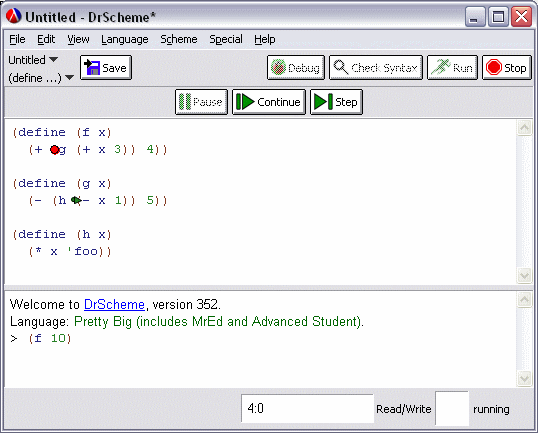 Untitled - DrScheme*
File Edit View Language Scheme Special Help
Untitled
(define ...)
Save
Debug
Check Syntax
Run
Stop
Pause
Continue
Step
(define (f x)
(+ g (+ x 3)) 4))
(define (g x)
(- (h - x 1)) 5))
(define (h x)
(* x 'foo))
Welcome to DrScheme, version 352.
Language: Pretty Big (includes MrEd and Advanced Student).
> (f 10)
4:0
Read/Write
running